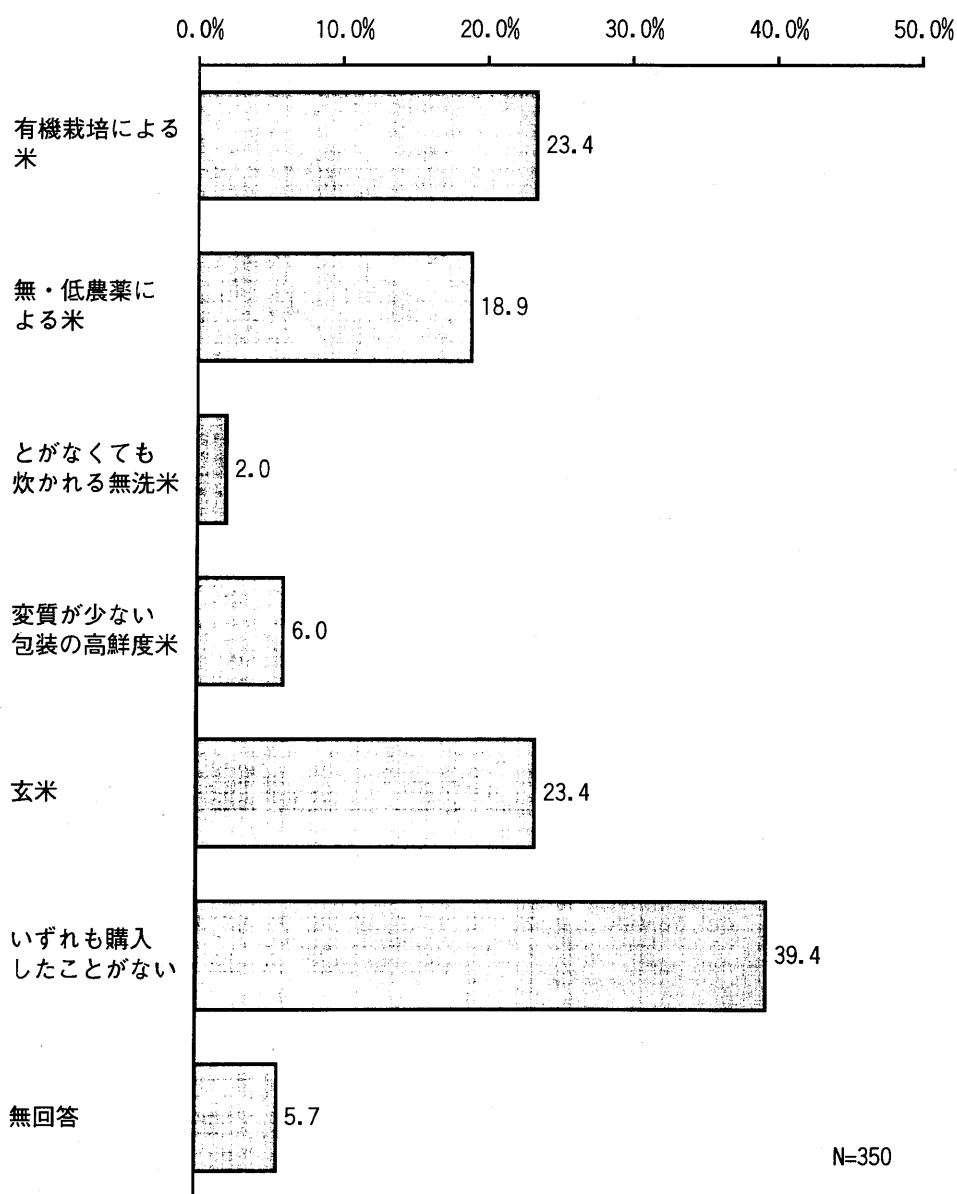 0.0% 10.0% 20.0% 30.0% 40.0% 50.0%
有機栽培による
米
23.4
無・低農薬に
よる米
18.9
とがなくても
炊かれる無洗米
2.0
変質が少ない
包装の高鮮度米
6.0
玄米
23.4
いずれも購入
したことがない
39.4
無回答
5.7
N=350